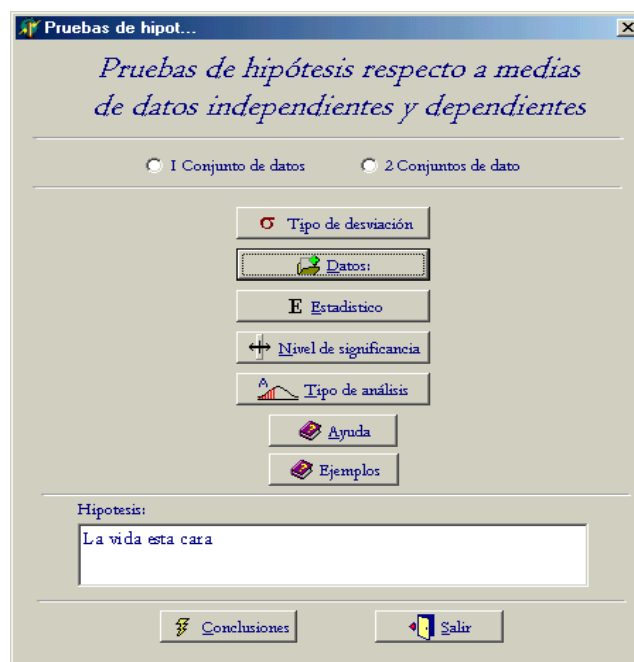 Pruebas de hipot...
Pruebas de hipótesis respecto a medias
de datos independientes y dependientes
1 Conjunto de datos 2 Conjuntos de dato
σ Tipo de desviación
Datos:
E Estadistico
Nivel de significancia
A Tipo de análisis
Ayuda
Ejemplos
Hipotesis:
La vida esta cara
Conclusiones Salir